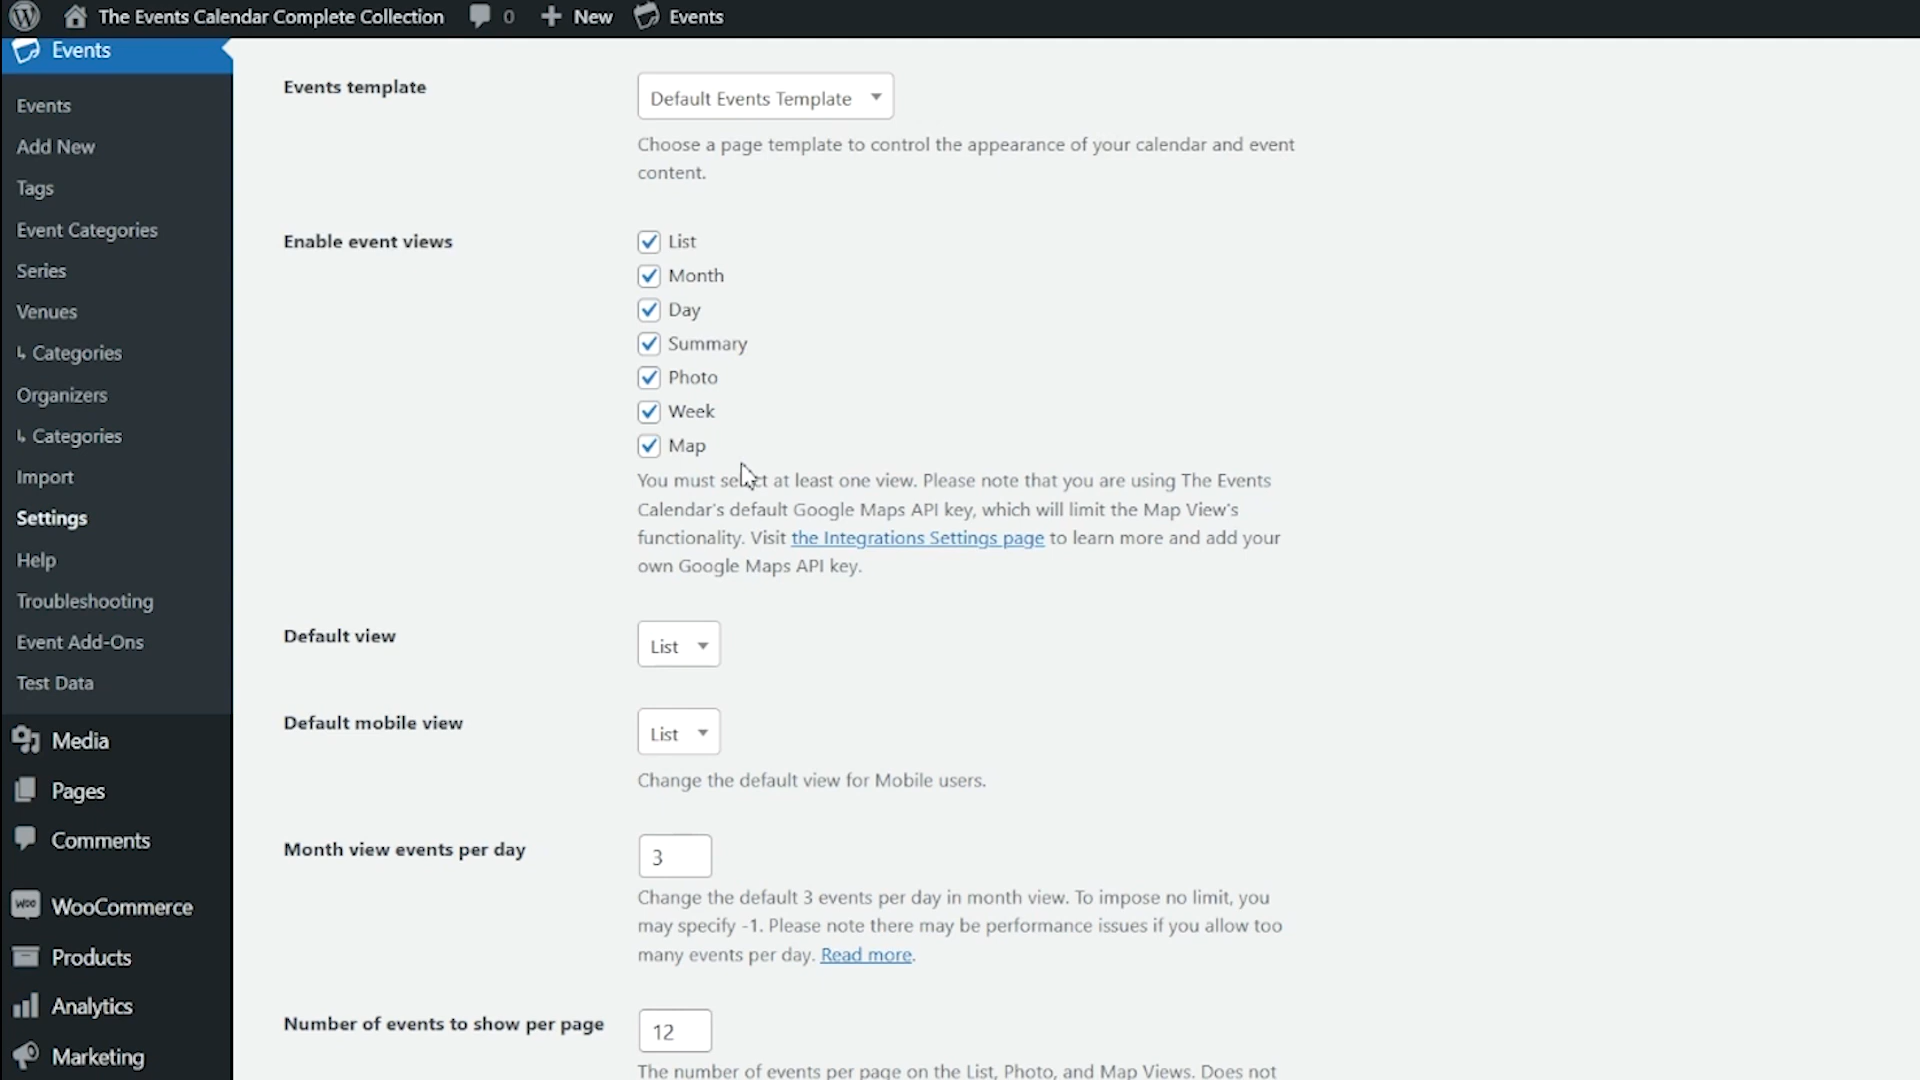 The Events Calendar Complete Collection 0 New Events
Events
Events
Add New
Tags
Event Categories
Series
Venues
↳ Categories
Organizers
↳ Categories
Import
Settings
Help
Troubleshooting
Event Add-Ons
Test Data
Media
Pages
Comments
WooCommerce
Products
Analytics
Marketing
Events template
Default Events Template
Choose a page template to control the appearance of your calendar and event
content.
Enable event views
List
Month
Day
Summary
Photo
Week
Map
You must select at least one view. Please note that you are using The Events
Calendar's default Google Maps API key, which will limit the Map View's
functionality. Visit the Integrations Settings page to learn more and add your
own Google Maps API key.
Default view
List
Default mobile view
List
Change the default view for Mobile users.
Month view events per day
3
Change the default 3 events per day in month view. To impose no limit, you
may specify -1. Please note there may be performance issues if you allow too
many events per day. Read more.
Number of events to show per page
12
The number of events per page on the List, Photo, and Map Views. Does not